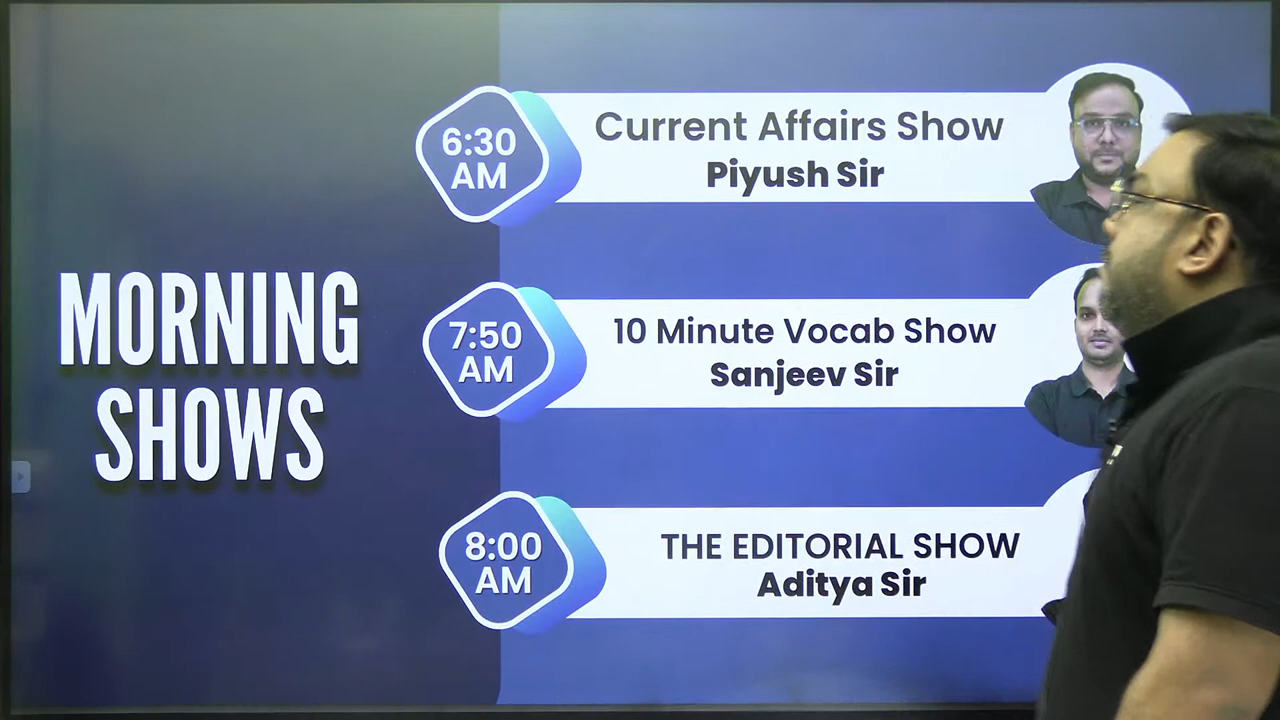 MORNING
SHOWS
6:30
AM
Current Affairs Show
Piyush Sir
7:50
AM
10 Minute Vocab Show
Sanjeev Sir
8:00
AM
THE EDITORIAL SHOW
Aditya Sir